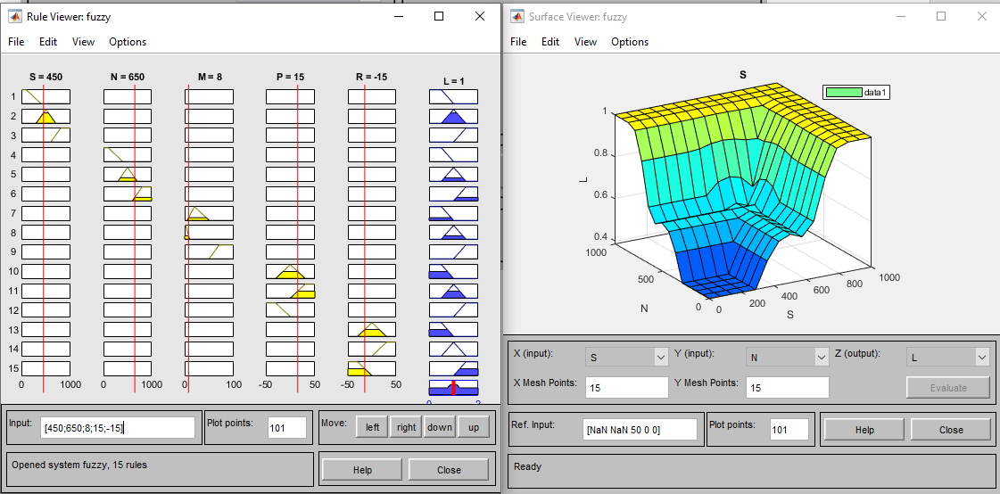 Rule Viewer: fuzzy
File Edit View Options
S = 450 N = 650 M = 8 P = 15 R = -15 L = 1
1
2
3
4
5
6
7
8
9
10
11
12
13
14
15
0 1000 0 1000 0 100 -50 50 -50 50
0 2
Input: [450;650;8;15;-15] Plot points: 101 Move: left right down up
Opened system fuzzy, 15 rules
Help Close
Surface Viewer: fuzzy
File Edit View Options
S
data1
1
0.8
0.6
0.4
L
1000
500
0
N
0
200
400
600
800
1000
S
X (input): S Y (input): N Z (output): L
X Mesh Points: 15 Y Mesh Points: 15 Evaluate
Ref. Input: [NaN NaN 50 0 0] Plot points: 101 Help Close
Ready